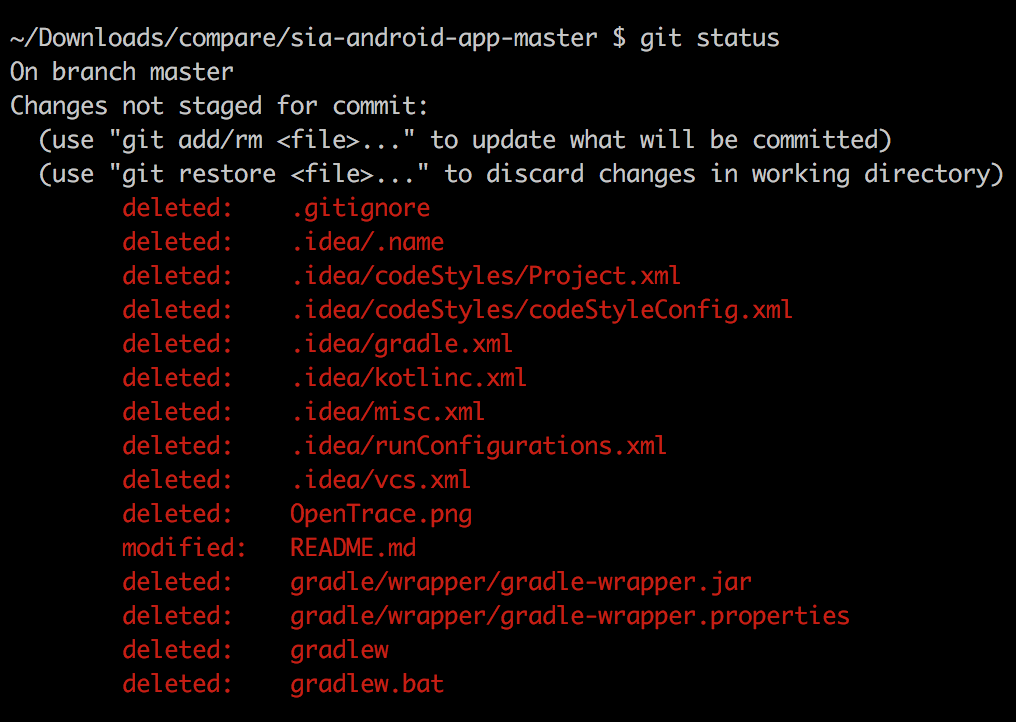 ~/Downloads/compare/sia-android-app-master $ git status
On branch master
Changes not staged for commit:
  (use "git add/rm <file>..." to update what will be committed)
  (use "git restore <file>..." to discard changes in working directory)
        deleted:    .gitignore
        deleted:    .idea/.name
        deleted:    .idea/codeStyles/Project.xml
        deleted:    .idea/codeStyles/codeStyleConfig.xml
        deleted:    .idea/gradle.xml
        deleted:    .idea/kotlinc.xml
        deleted:    .idea/misc.xml
        deleted:    .idea/runConfigurations.xml
        deleted:    .idea/vcs.xml
        deleted:    OpenTrace.png
        modified:   README.md
        deleted:    gradle/wrapper/gradle-wrapper.jar
        deleted:    gradle/wrapper/gradle-wrapper.properties
        deleted:    gradlew
        deleted:    gradlew.bat